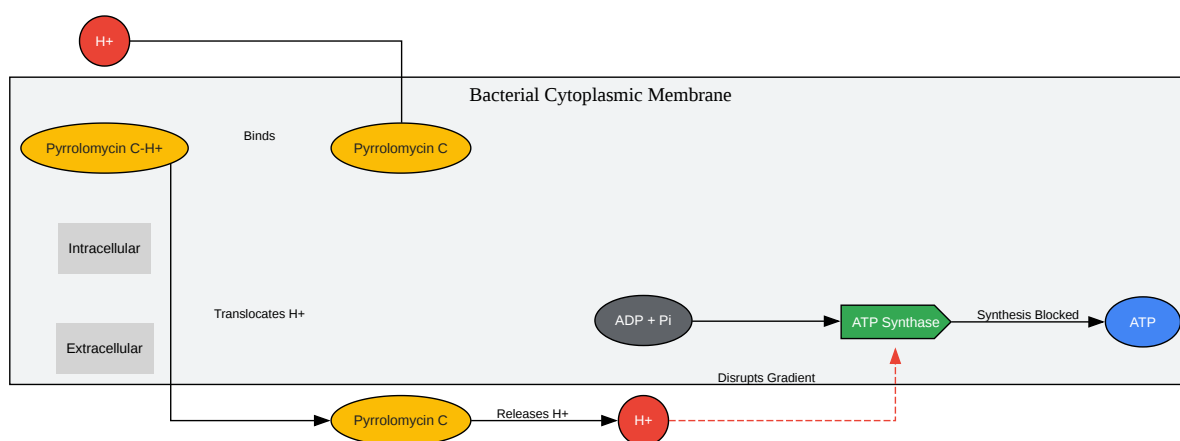 H+
Bacterial Cytoplasmic Membrane
Pyrrolomycin C-H+
Binds
Pyrrolomycin C
Intracellular
Translocates H+
ADP + Pi
ATP Synthase
Synthesis Blocked
ATP
Extracellular
Disrupts Gradient
Pyrrolomycin C
Releases H+
H+